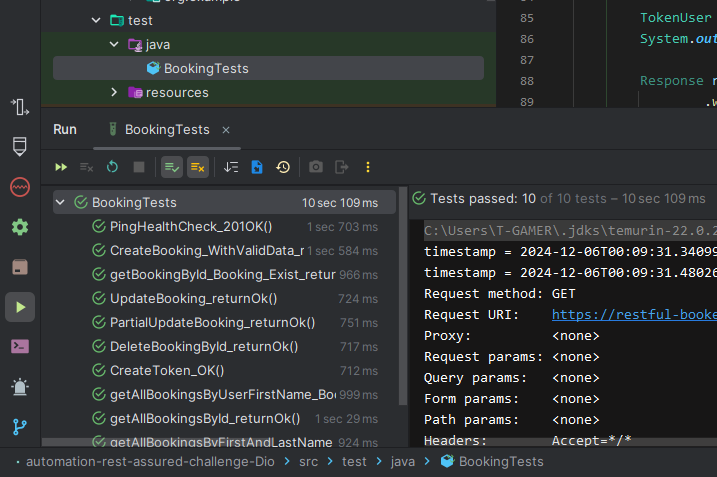 test
java
BookingTests
resources
85 TokenUser
86 System.out
87
88 Response r
89 .w
Run BookingTests ×
BookingTests 10 sec 109 ms
PingHealthCheck_201OK() 1 sec 703 ms
CreateBooking_WithValidData_r 1 sec 584 ms
getBookingById_Booking_Exist_retur 966 ms
UpdateBooking_returnOk() 724 ms
PartialUpdateBooking_returnOk() 751 ms
DeleteBookingById_returnOk() 717 ms
CreateToken_OK() 712 ms
getAllBookingsByUserFirstName_Boo 999 ms
getAllBookingsById_returnOk() 1 sec 29 ms
getAllBookingsByFirstAndLastName 924 ms
Tests passed: 10 of 10 tests – 10 sec 109 ms
C:\Users\T-GAMER\.jdks\temurin-22.0.2
timestamp = 2024-12-06T00:09:31.34099
timestamp = 2024-12-06T00:09:31.48026
Request method: GET
Request URI: https://restful-booke
Proxy: <none>
Request params: <none>
Query params: <none>
Form params: <none>
Path params: <none>
Headers: Accept=*/*
automation-rest-assured-challenge-Dio > src > test > java > BookingTests